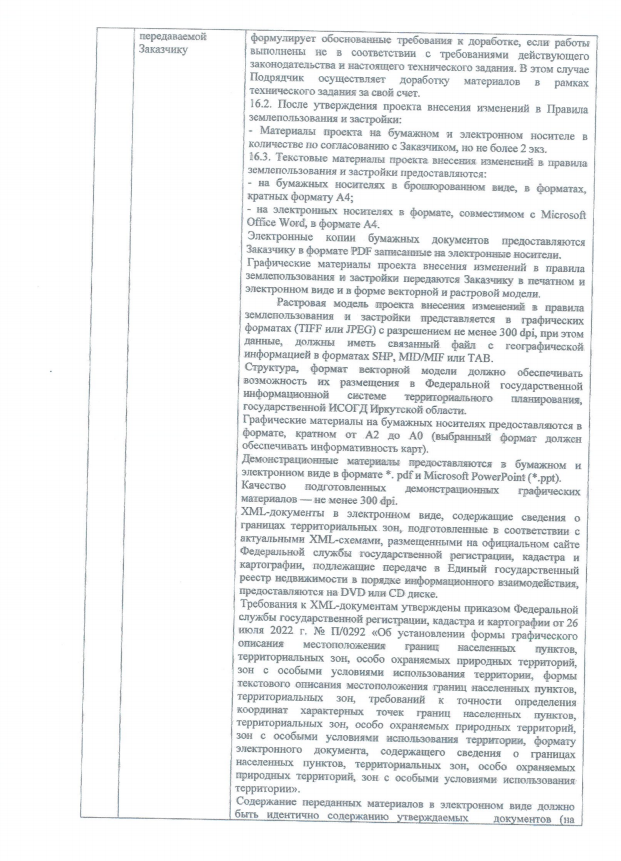 передаваемой
Заказчику
формулирует обоснованные требования к доработке, если работы
выполнены не в соответствии с требованиями действующего
законодательства и настоящего технического задания. В этом случае
Подрядчик осуществляет доработку материалов в рамках
технического задания за свой счет.
16.2. После утверждения проекта внесения изменений в Правила
землепользования и застройки:
- Материалы проекта на бумажном и электронном носителе в
количестве по согласованию с Заказчиком, но не более 2 экз.
16.3. Текстовые материалы проекта внесения изменений в правила
землепользования и застройки предоставляются:
- на бумажных носителях в брошюрованном виде, в форматах,
кратных формату А4;
- на электронных носителях в формате, совместимом с Microsoft
Office Word, в формате А4.
Электронные копии бумажных документов предоставляются
Заказчику в формате PDF записанные на электронные носители.
Графические материалы проекта внесения изменений в правила
землепользования и застройки передаются Заказчику в печатном и
электронном виде и в форме векторной и растровой модели.
Растровая модель проекта внесения изменений в правила
землепользования и застройки представляется в графических
форматах (TIFF или JPEG) с разрешением не менее 300 dpi, при этом
данные, должны иметь связанный файл с географической
информацией в форматах SHP, MID/MIF или TAB.
Структура, формат векторной модели должно обеспечивать
возможность их размещения в Федеральной государственной
информационной системе территориального планирования,
государственной ИСОГД Иркутской области.
Графические материалы на бумажных носителях предоставляются в
формате, кратном от А2 до А0 (выбранный формат должен
обеспечивать информативность карт).
Демонстрационные материалы предоставляются в бумажном и
электронном виде в формате *. pdf и Microsoft PowerPoint (*.ppt).
Качество подготовленных демонстрационных графических
материалов — не менее 300 dpi.
XML-документы в электронном виде, содержащие сведения о
границах территориальных зон, подготовленные в соответствии с
актуальными XML-схемами, размещенными на официальном сайте
Федеральной службы государственной регистрации, кадастра и
картографии, подлежащие передаче в Единый государственный
реестр недвижимости в порядке информационного взаимодействия,
предоставляются на DVD или CD диске.
Требования к XML-документам утверждены приказом Федеральной
службы государственной регистрации, кадастра и картографии от 26
июля 2022 г. № П/0292 «Об установлении формы графического
описания местоположения границ населенных пунктов,
территориальных зон, особо охраняемых природных территорий,
зон с особыми условиями использования территории, формы
текстового описания местоположения границ населенных пунктов,
территориальных зон, требований к точности определения
координат характерных точек границ населенных пунктов,
территориальных зон, особо охраняемых природных территорий,
зон с особыми условиями использования территории, формату
электронного документа, содержащего сведения о границах
населенных пунктов, территориальных зон, особо охраняемых
природных территорий, зон с особыми условиями использования
территории».
Содержание переданных материалов в электронном виде должно
быть идентично содержанию утверждаемых документов (на